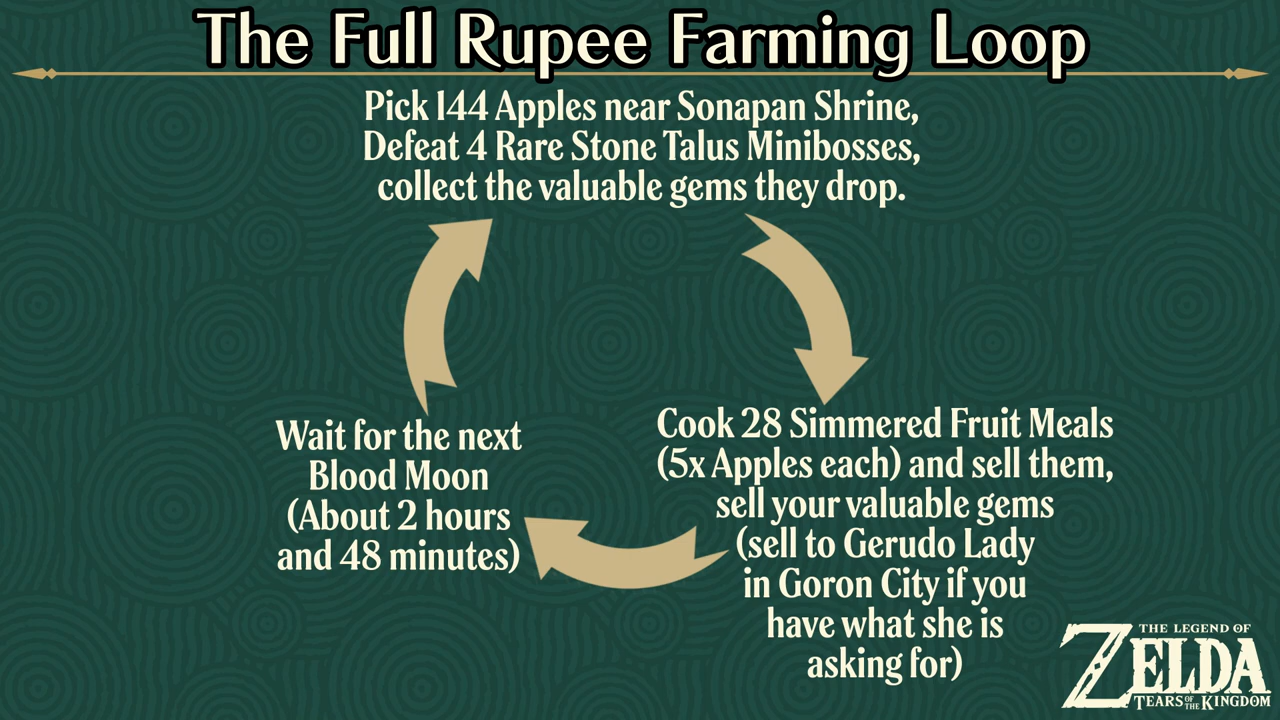 The Full Rupee Farming Loop
Pick 144 Apples near Sonapan Shrine,
Defeat 4 Rare Stone Talus Minibosses,
collect the valuable gems they drop.
Cook 28 Simmered Fruit Meals
(5x Apples each) and sell them,
sell your valuable gems
(sell to Gerudo Lady
in Goron City if you
have what she is
asking for)
Wait for the next
Blood Moon
(About 2 hours
and 48 minutes)
THE LEGEND OF
ZELDA
TEARS OF THE KINGDOM